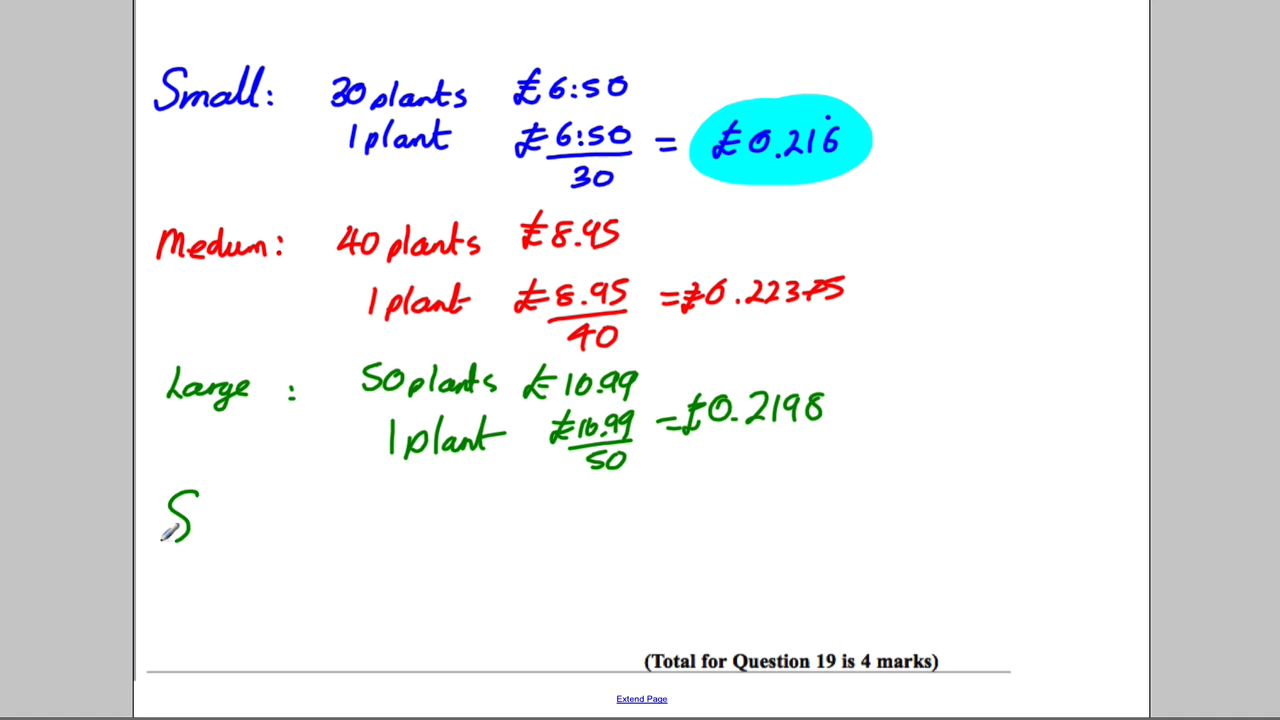 Small: 30 plants £6:50
1 plant £6:50/30 = £0.216̇
Medum: 40 plants £8.95
1 plant £8.95/40 = £0.22375
Large : 50 plants £10.99
1 plant £10.99/50 = £0.2198
S
(Total for Question 19 is 4 marks)
Extend Page